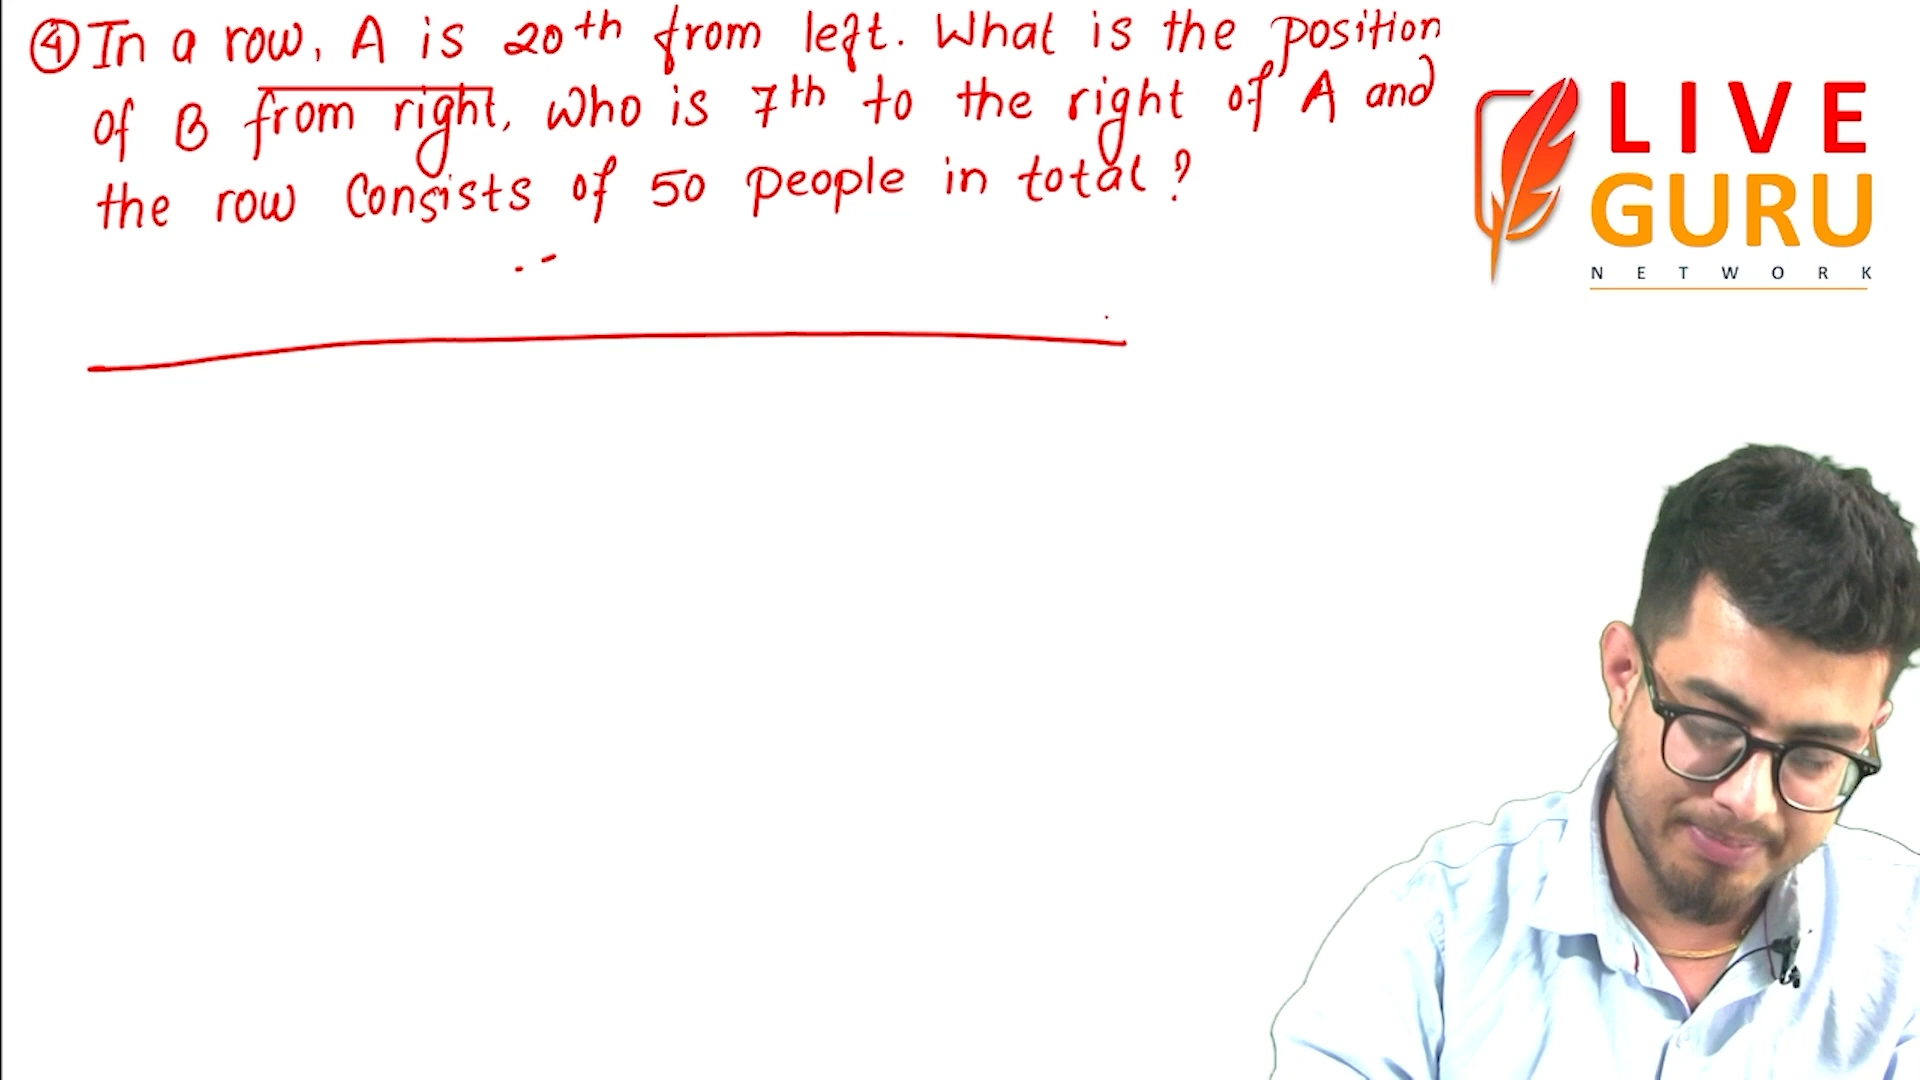 ④ In a row, A is 20th from left. What is the position
of B from right, who is 7th to the right of A and
the row consists of 50 people in total?
LIVE
GURU
NETWORK